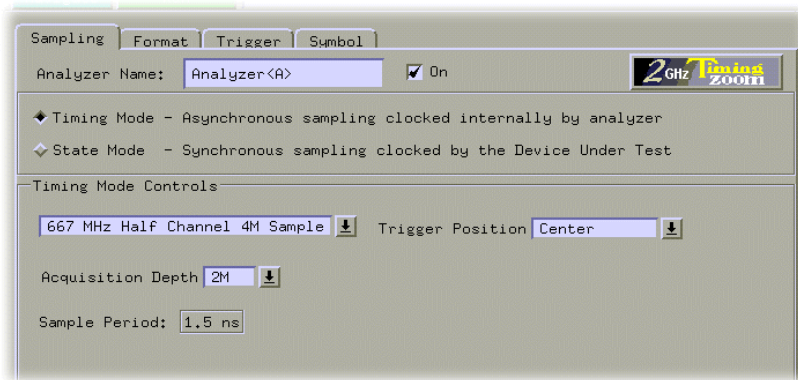 Sampling Format Trigger Symbol
Analyzer Name: Analyzer<A> On 2 GHz Timing zoom
Timing Mode - Asynchronous sampling clocked internally by analyzer
State Mode - Synchronous sampling clocked by the Device Under Test
Timing Mode Controls
667 MHz Half Channel 4M Sample Trigger Position Center
Acquisition Depth 2M
Sample Period: 1.5 ns